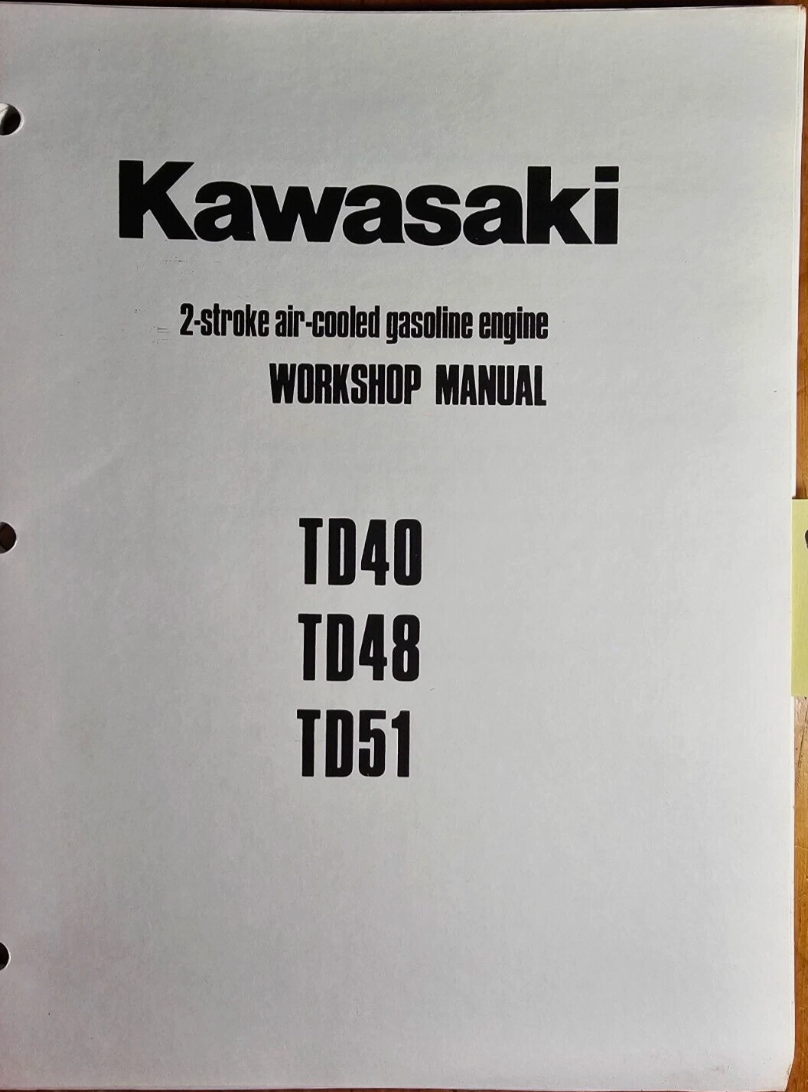 Kawasaki
2-stroke air-cooled gasoline engine
WORKSHOP MANUAL
TD40
TD48
TD51